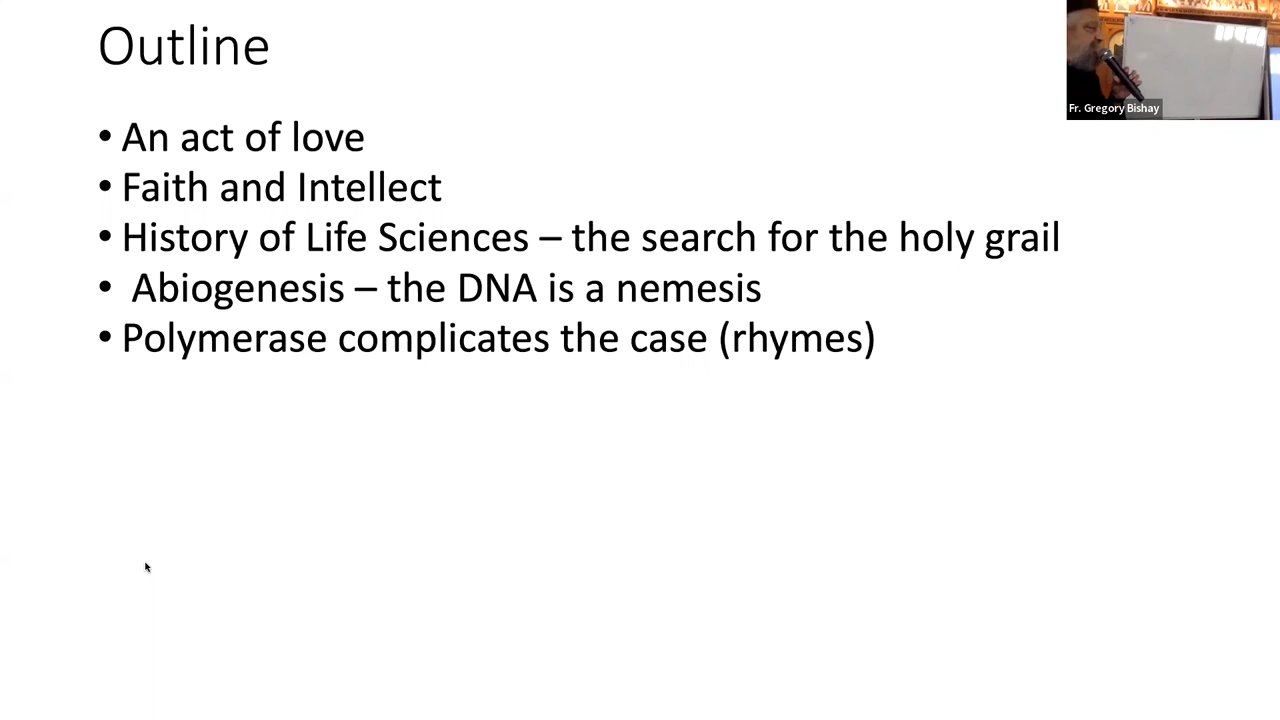 Outline
• An act of love
• Faith and Intellect
• History of Life Sciences – the search for the holy grail
• Abiogenesis – the DNA is a nemesis
• Polymerase complicates the case (rhymes)
Fr. Gregory Bishay